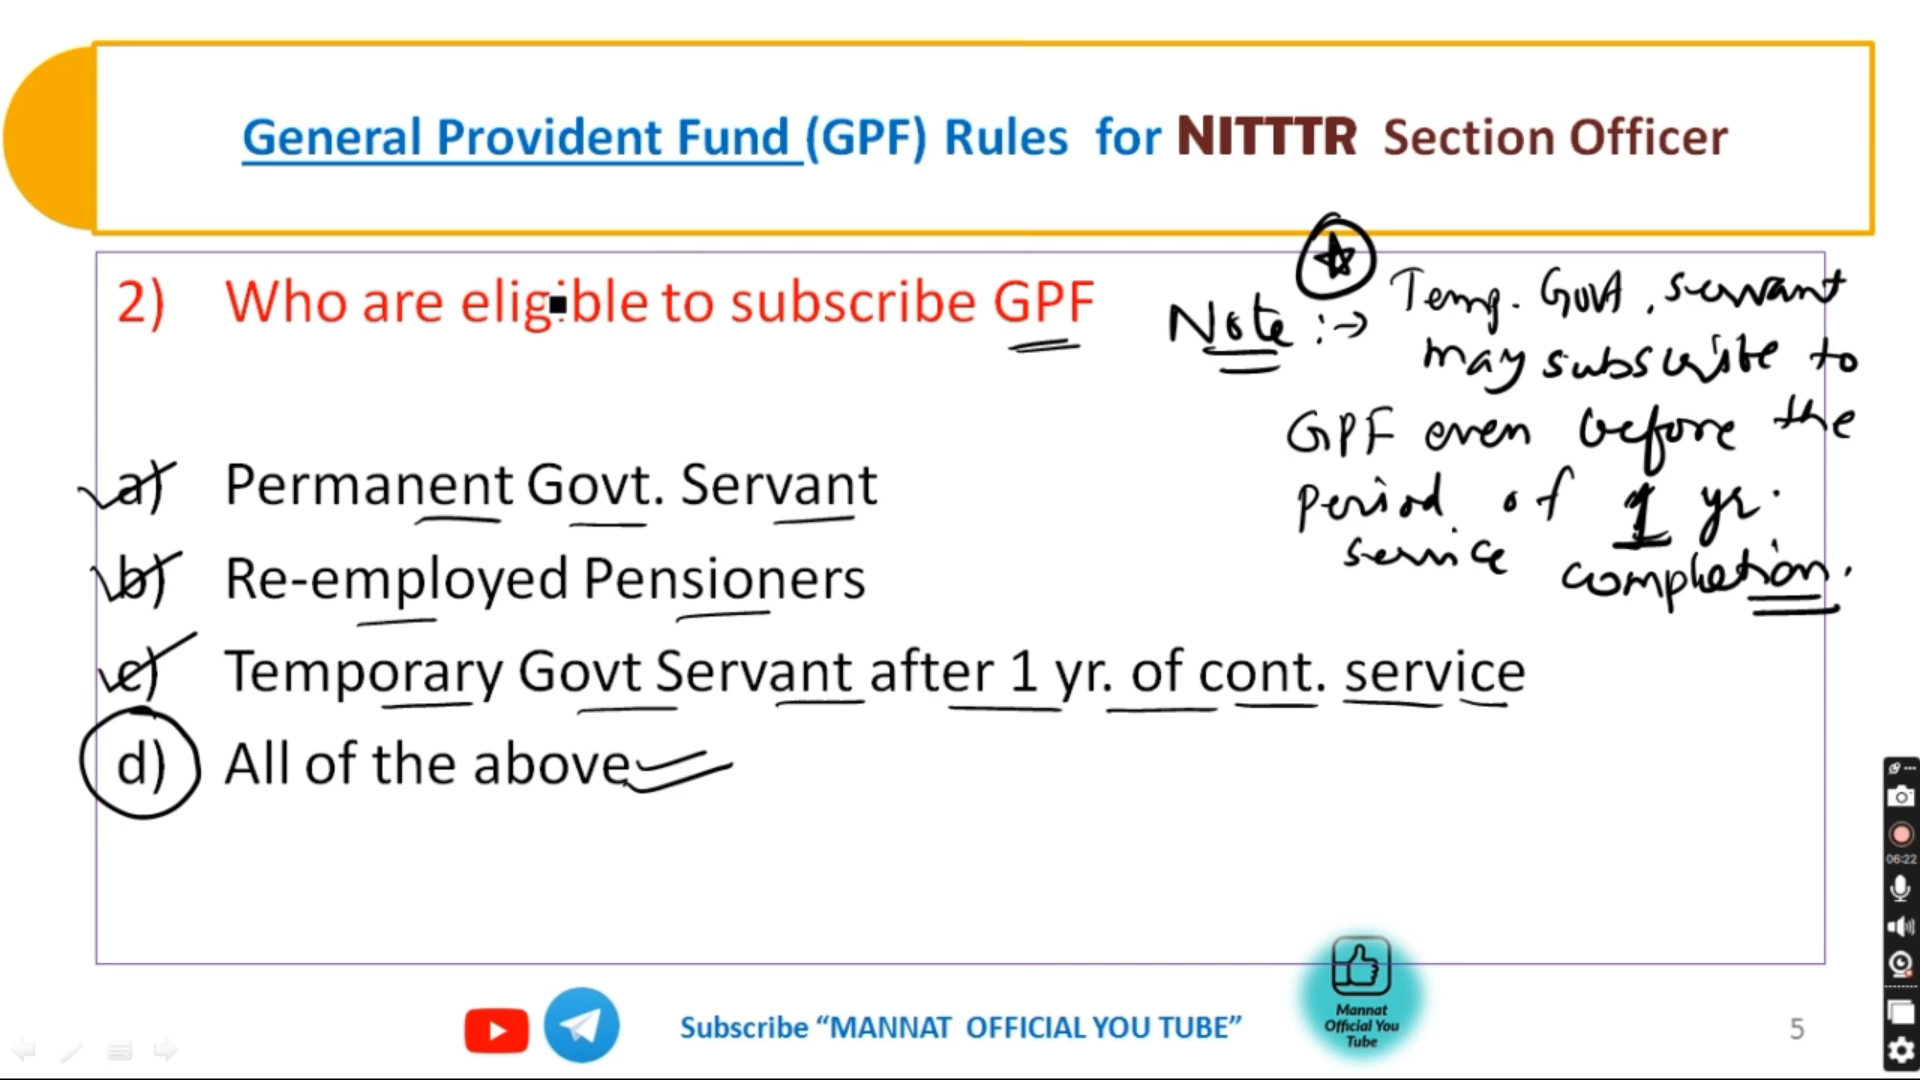 General Provident Fund (GPF) Rules for NITTTR Section Officer
2) Who are eligible to subscribe GPF
Note :→ Temp. Govt. servant
may subscribe to
GPF even before the
period of 1 yr.
service completion.
a) Permanent Govt. Servant
b) Re-employed Pensioners
c) Temporary Govt Servant after 1 yr. of cont. service
d) All of the above
Subscribe “MANNAT OFFICIAL YOU TUBE”
Mannat
Official You
Tube
5
06:22